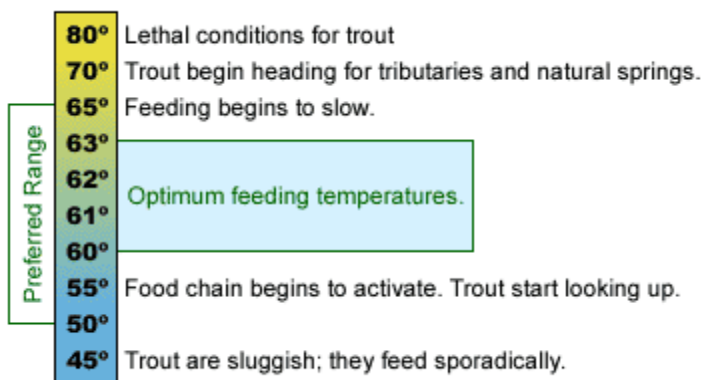 80° Lethal conditions for trout
70° Trout begin heading for tributaries and natural springs.
65° Feeding begins to slow.
63°
62°
Optimum feeding temperatures.
61°
60°
55° Food chain begins to activate. Trout start looking up.
50°
45° Trout are sluggish; they feed sporadically.
Preferred Range